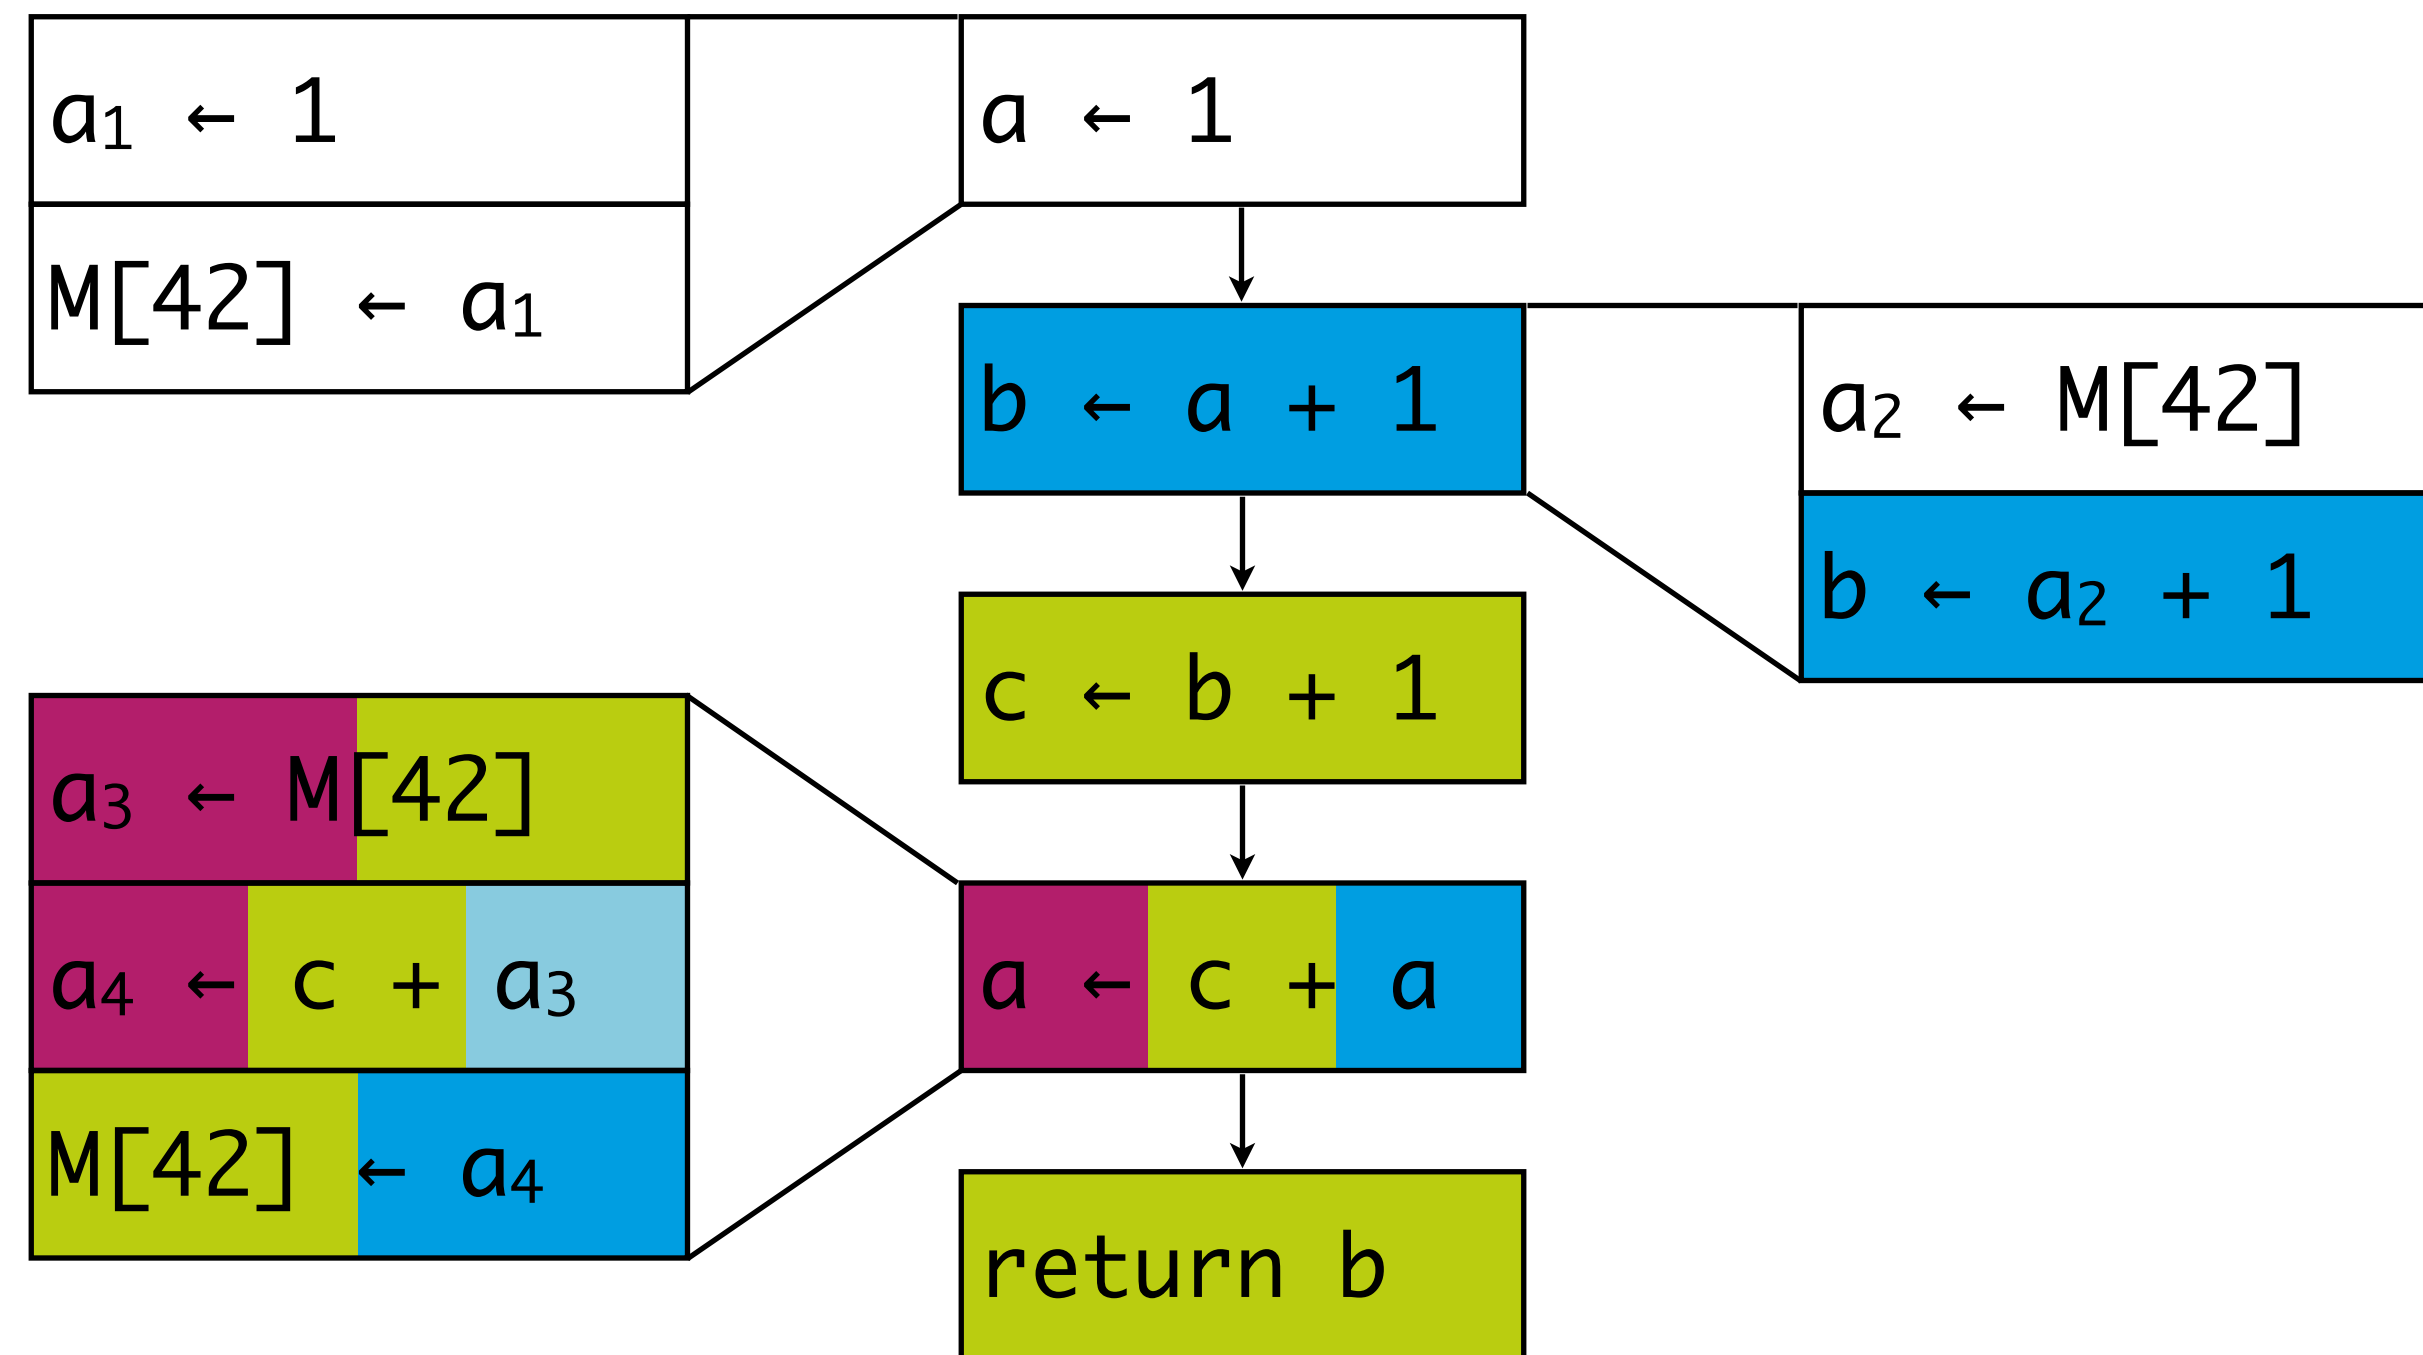 a₁ ← 1
M[42] ← a₁
a ← 1
b ← a + 1
a₂ ← M[42]
b ← a₂ + 1
c ← b + 1
a₃ ← M[42]
a₄ ← c + a₃
M[42] ← a₄
a ← c + a
return b